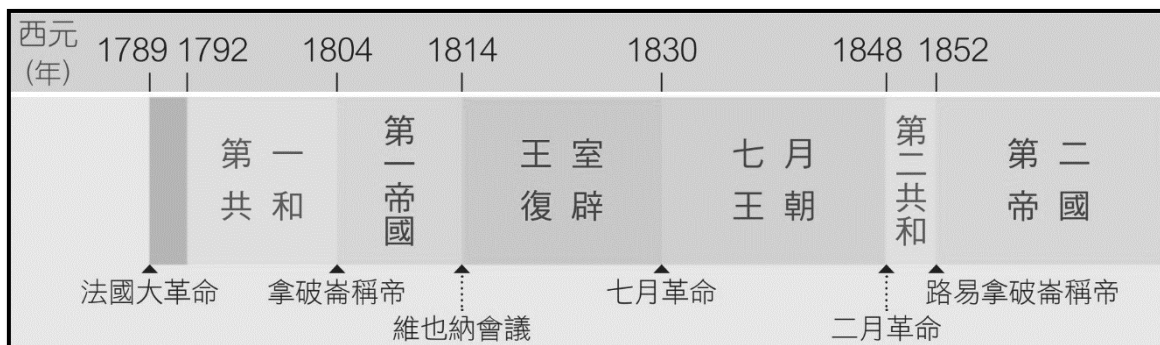 西元
(年)
1789 1792 1804 1814 1830 1848 1852
第一
共和
第一帝國
王室
復辟
七月
王朝
第二共和
第二
帝國
法國大革命
拿破崙稱帝
維也納會議
七月革命
二月革命
路易拿破崙稱帝